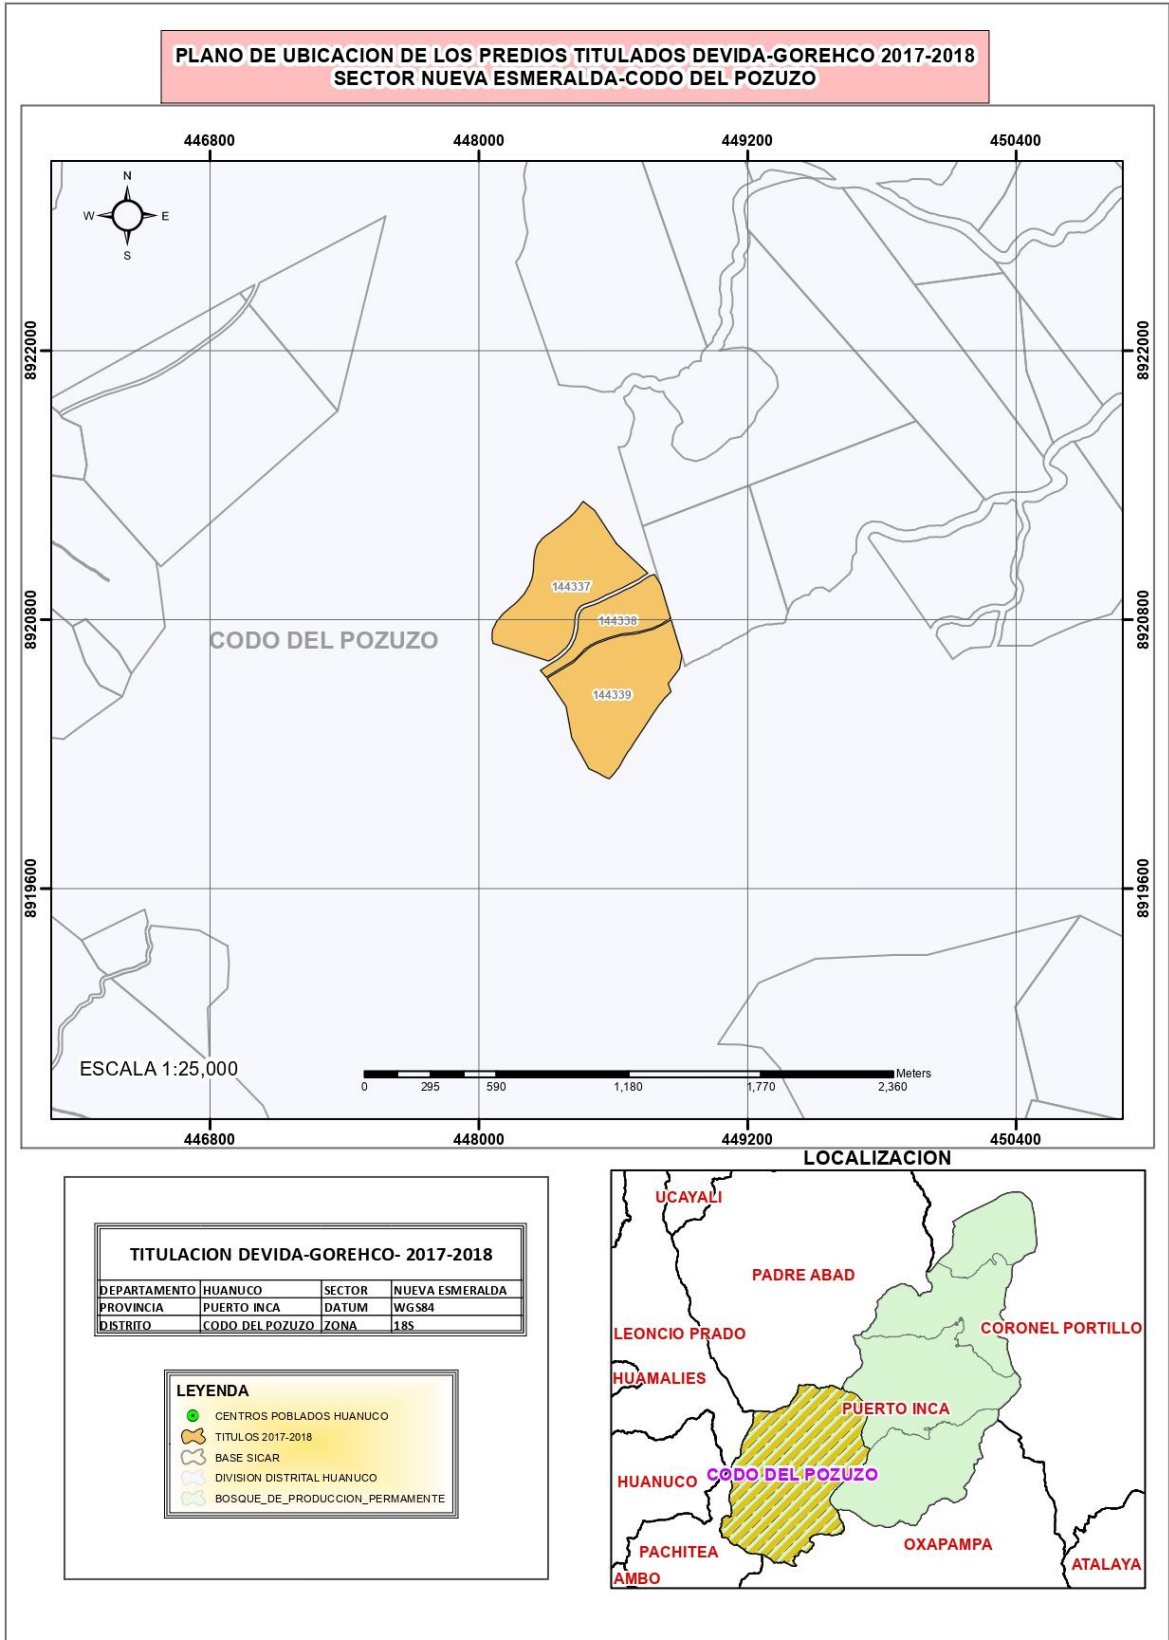 PLANO DE UBICACION DE LOS PREDIOS TITULADOS DEVIDA-GOREHCO 2017-2018
SECTOR NUEVA ESMERALDA-CODO DEL POZUZO
446800 448000 449200 450400
N
W E
S
8922000 8922000
144337
144338
8920800 8920800
CODO DEL POZUZO
144339
8919600 8919600
ESCALA 1:25,000
Meters
0 295 590 1,180 1,770 2,360
446800 448000 449200 450400
LOCALIZACION
TITULACION DEVIDA-GOREHCO- 2017-2018
DEPARTAMENTO HUANUCO SECTOR NUEVA ESMERALDA
PROVINCIA PUERTO INCA DATUM WGS84
DISTRITO CODO DEL POZUZO ZONA 18S
LEYENDA
CENTROS POBLADOS HUANUCO
TITULOS 2017-2018
BASE SICAR
DIVISION DISTRITAL HUANUCO
BOSQUE_DE_PRODUCCION_PERMAMENTE
UCAYALI
PADRE ABAD
LEONCIO PRADO
CORONEL PORTILLO
HUAMALIES
PUERTO INCA
HUANUCO
CODO DEL POZUZO
PACHITEA
OXAPAMPA
AMBO
ATALAYA